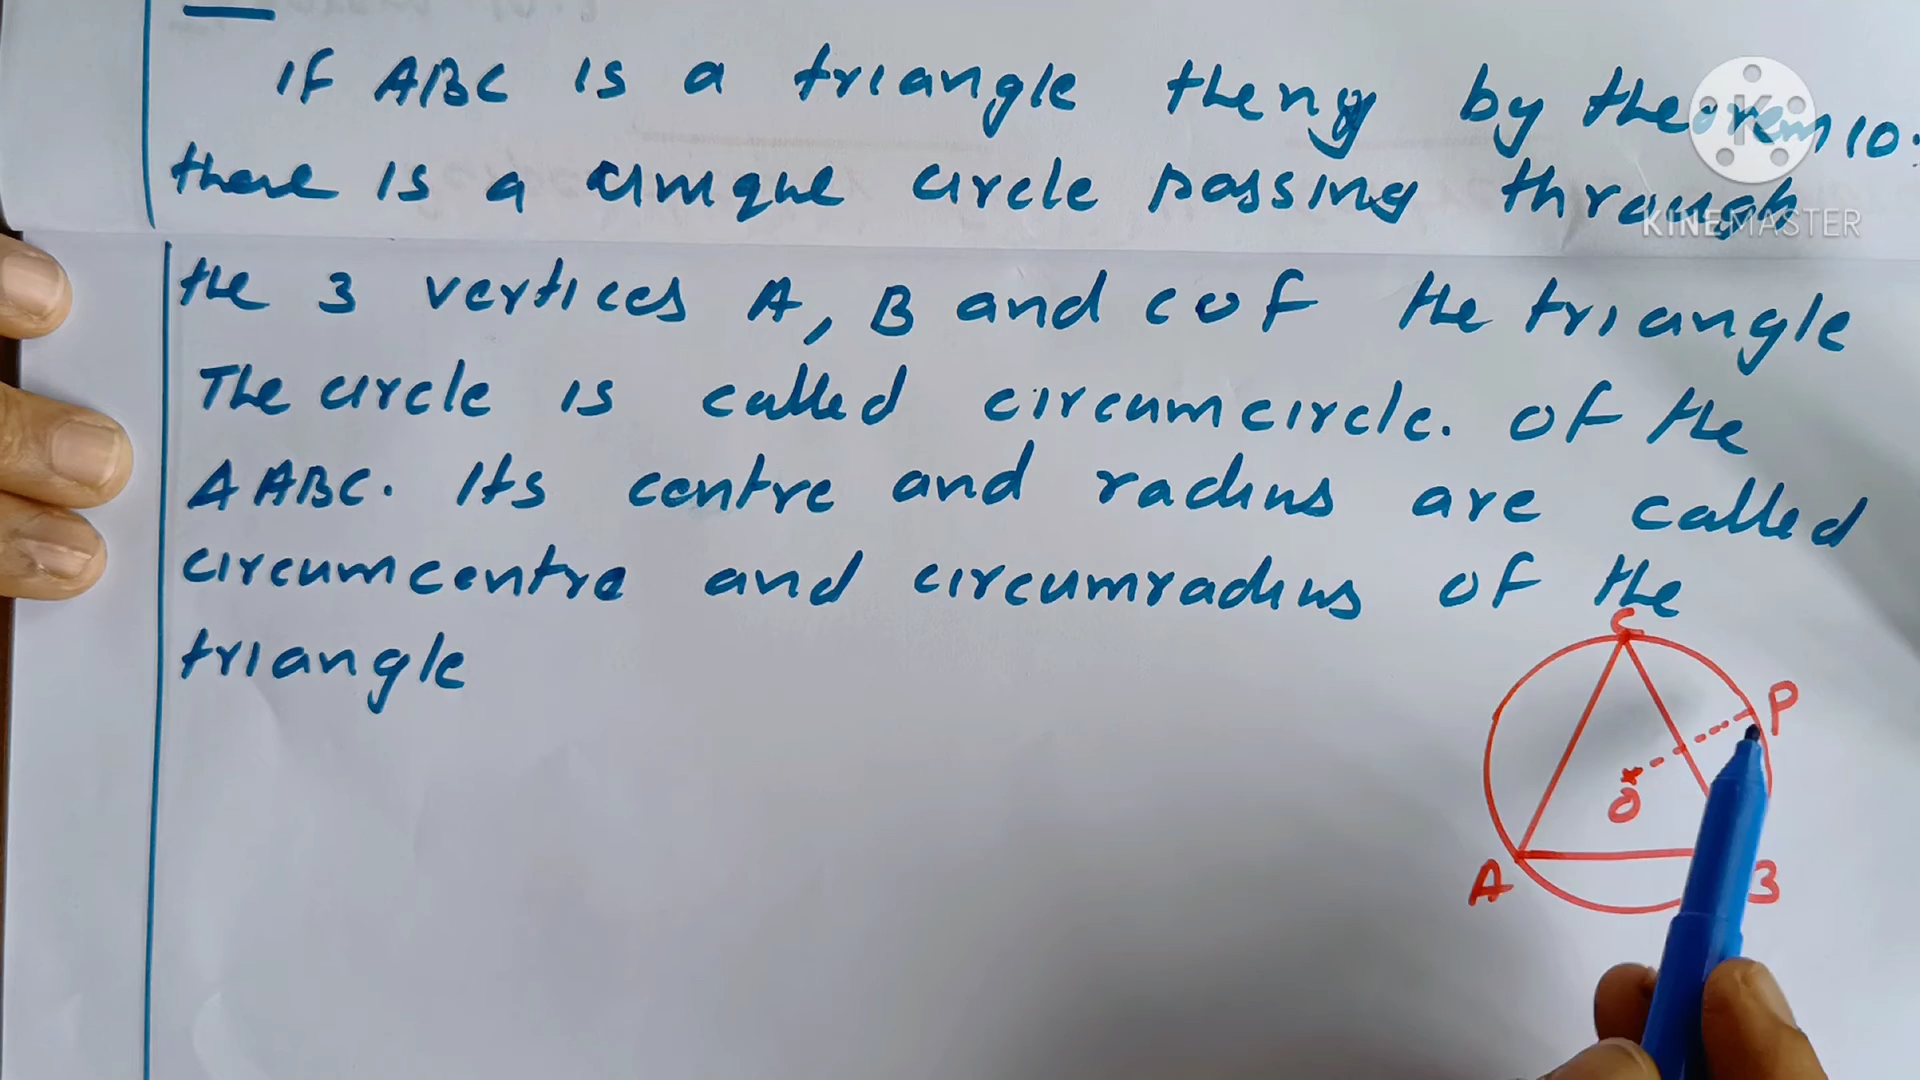 If ABC is a triangle then by theorem 10.
there is a unique circle passing through
the 3 vertices A, B and C of the triangle
The circle is called circumcircle. of the
Δ ABC. Its centre and radius are called
circumcentre and circumradius of the
triangle
C
P
O
A
B
KINEMASTER